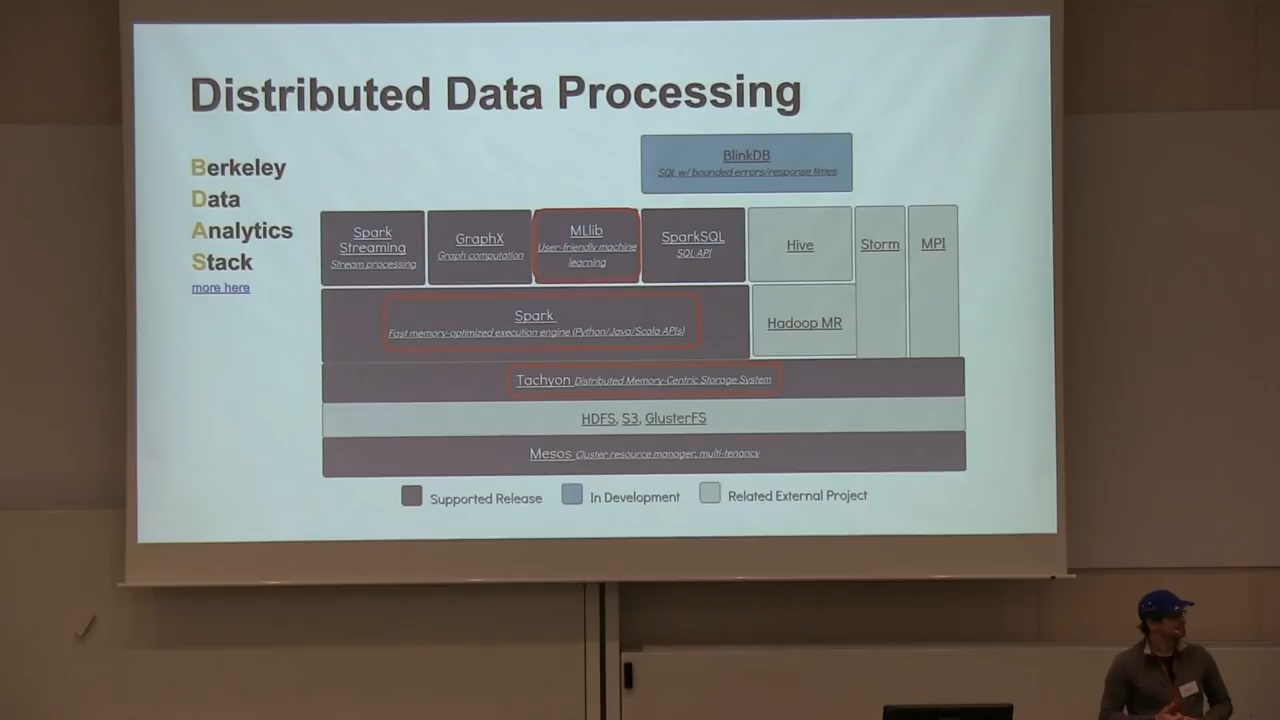 Distributed Data Processing
Berkeley
Data
Analytics
Stack
more here
BlinkDB
SQL w/ bounded errors/response times
Spark
Streaming
Stream processing
GraphX
Graph computation
MLlib
User-friendly machine
learning
SparkSQL
SQL API
Hive
Storm
MPI
Spark
Fast memory-optimized execution engine (Python/Java/Scala APIs)
Hadoop MR
Tachyon Distributed Memory-Centric Storage System
HDFS, S3, GlusterFS
Mesos Cluster resource manager, multi-tenancy
Supported Release
In Development
Related External Project